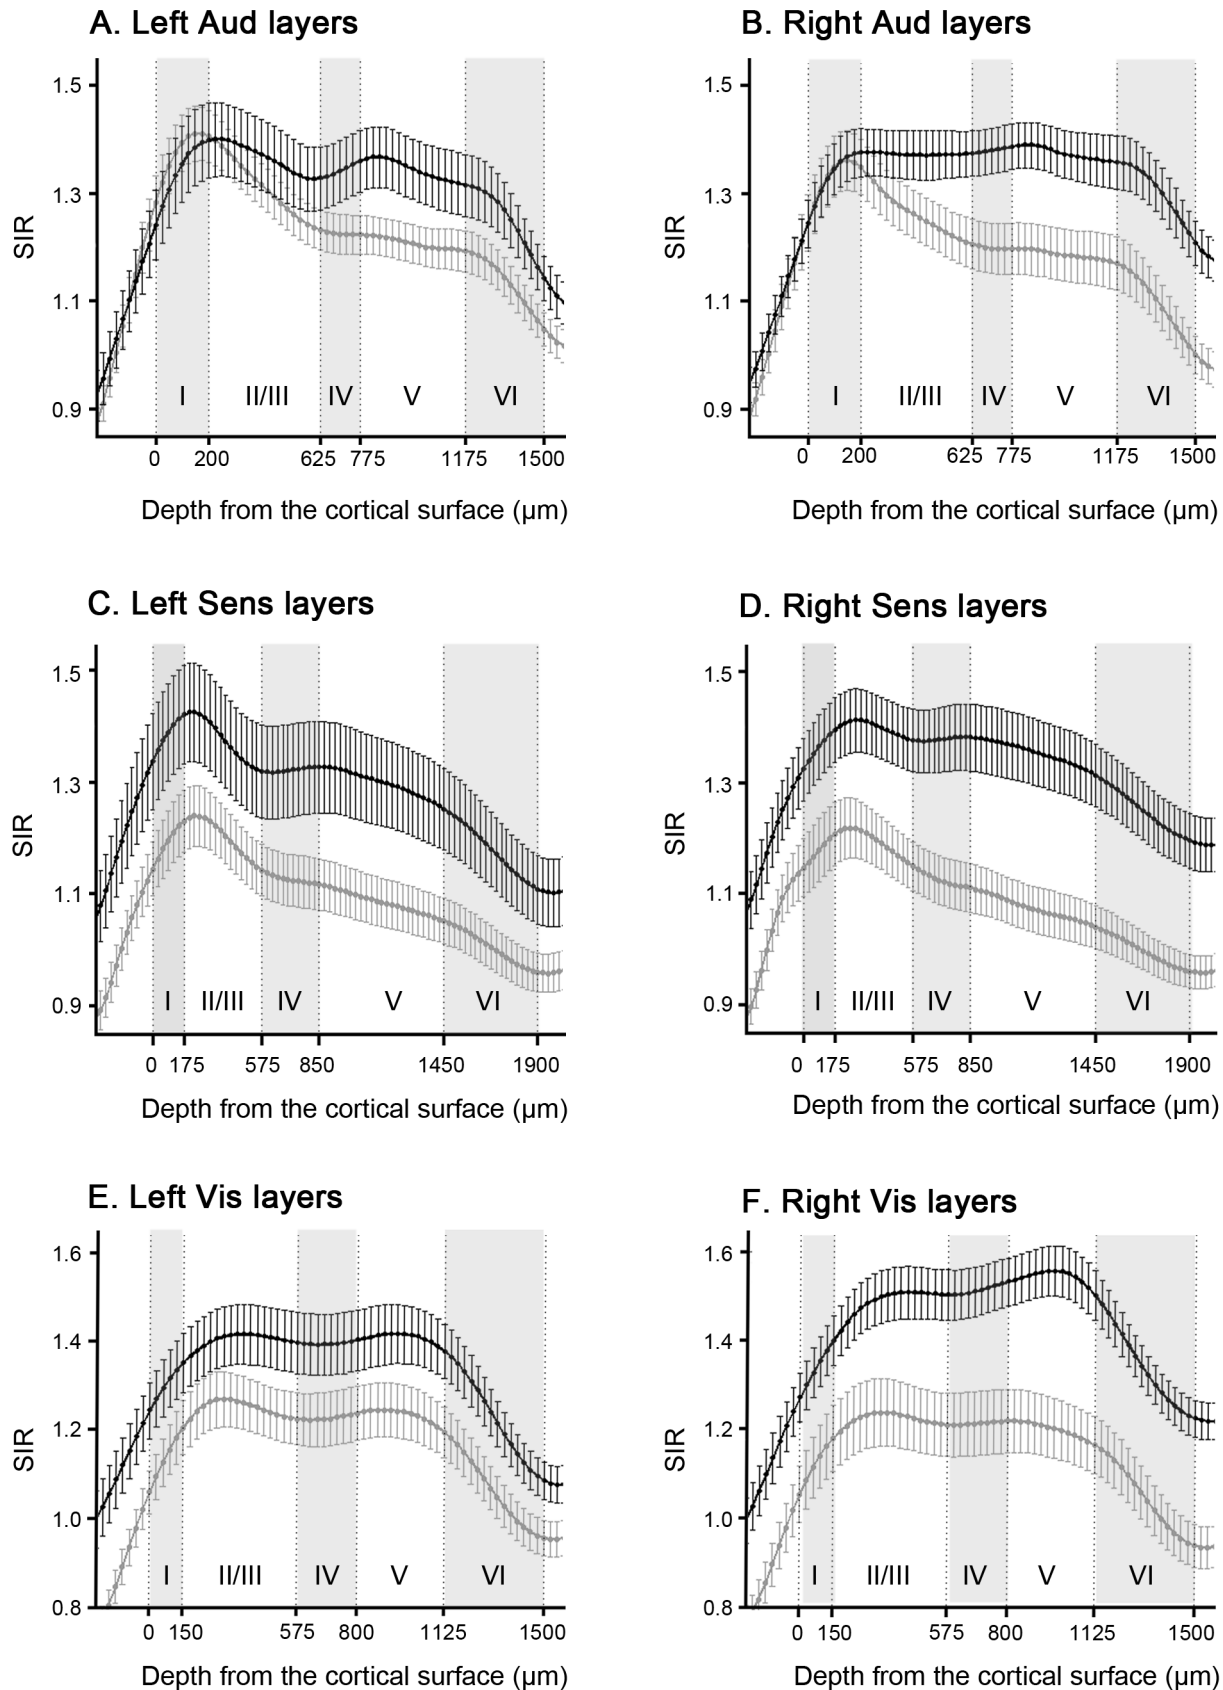 A. Left Aud layers
SIR
1.5
1.3
1.1
0.9
I II/III IV V VI
0 200 625 775 1175 1500
Depth from the cortical surface (µm)
B. Right Aud layers
SIR
1.5
1.3
1.1
0.9
I II/III IV V VI
0 200 625 775 1175 1500
Depth from the cortical surface (µm)
C. Left Sens layers
SIR
1.5
1.3
1.1
0.9
I II/III IV V VI
0 175 575 850 1450 1900
Depth from the cortical surface (µm)
D. Right Sens layers
SIR
1.5
1.3
1.1
0.9
I II/III IV V VI
0 175 575 850 1450 1900
Depth from the cortical surface (µm)
E. Left Vis layers
SIR
1.6
1.4
1.2
1.0
0.8
I II/III IV V VI
0 150 575 800 1125 1500
Depth from the cortical surface (µm)
F. Right Vis layers
SIR
1.6
1.4
1.2
1.0
0.8
I II/III IV V VI
0 150 575 800 1125 1500
Depth from the cortical surface (µm)